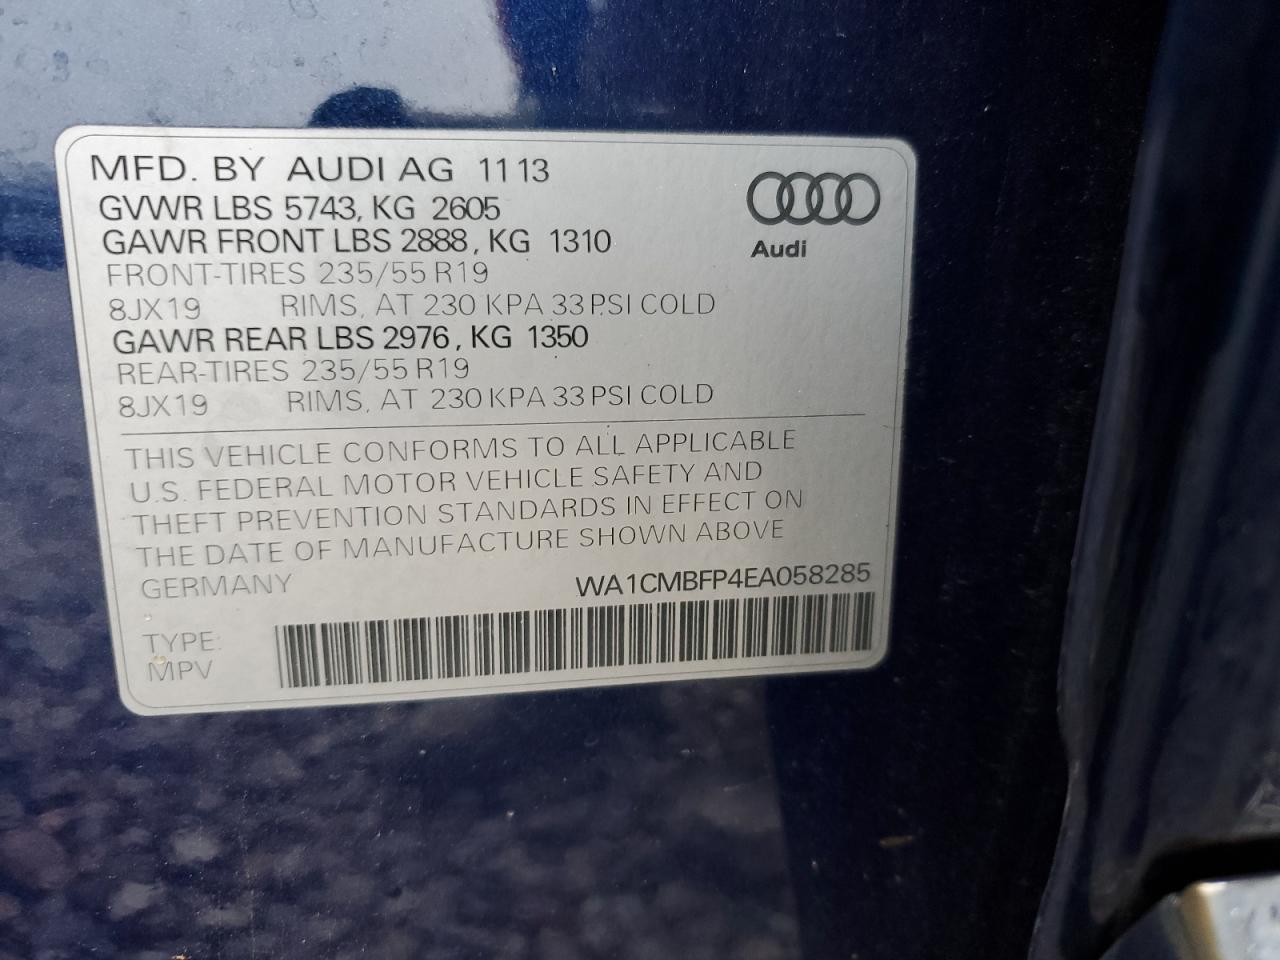 MFD. BY AUDI AG 1113
GVWR LBS 5743, KG 2605
GAWR FRONT LBS 2888, KG 1310
FRONT-TIRES 235/55 R19
8JX19 RIMS, AT 230 KPA 33 PSI COLD
GAWR REAR LBS 2976, KG 1350
REAR-TIRES 235/55 R19
8JX19 RIMS, AT 230 KPA 33 PSI COLD
Audi
THIS VEHICLE CONFORMS TO ALL APPLICABLE
U.S. FEDERAL MOTOR VEHICLE SAFETY AND
THEFT PREVENTION STANDARDS IN EFFECT ON
THE DATE OF MANUFACTURE SHOWN ABOVE
GERMANY WA1CMBFP4EA058285
TYPE:
MPV